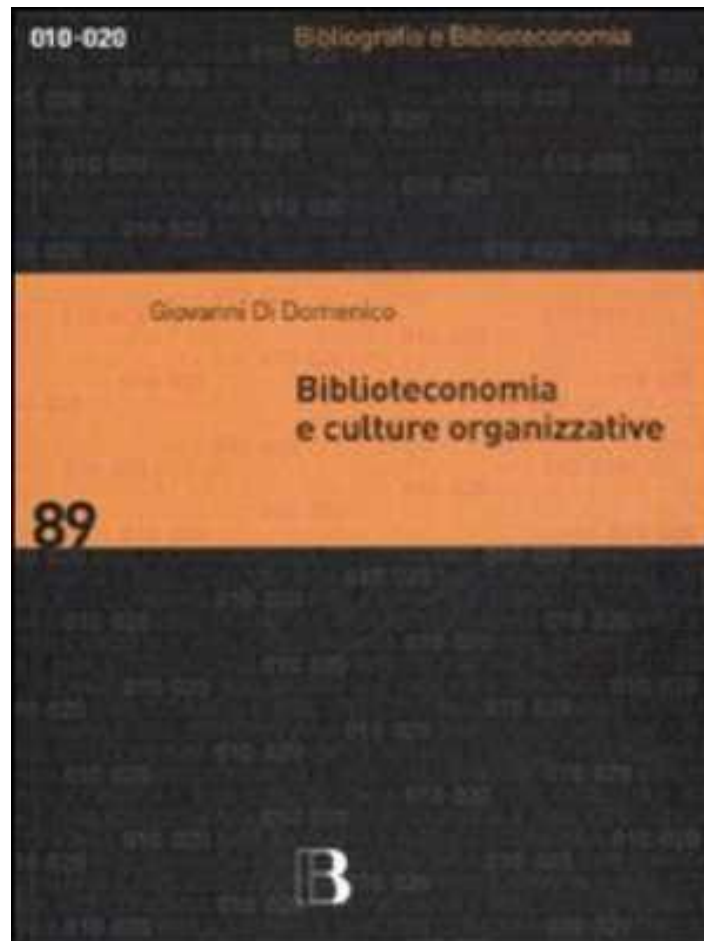 010-020
Bibliografia e Biblioteconomia
Giovanni Di Domenico
Biblioteconomia
e culture organizzative
89
B